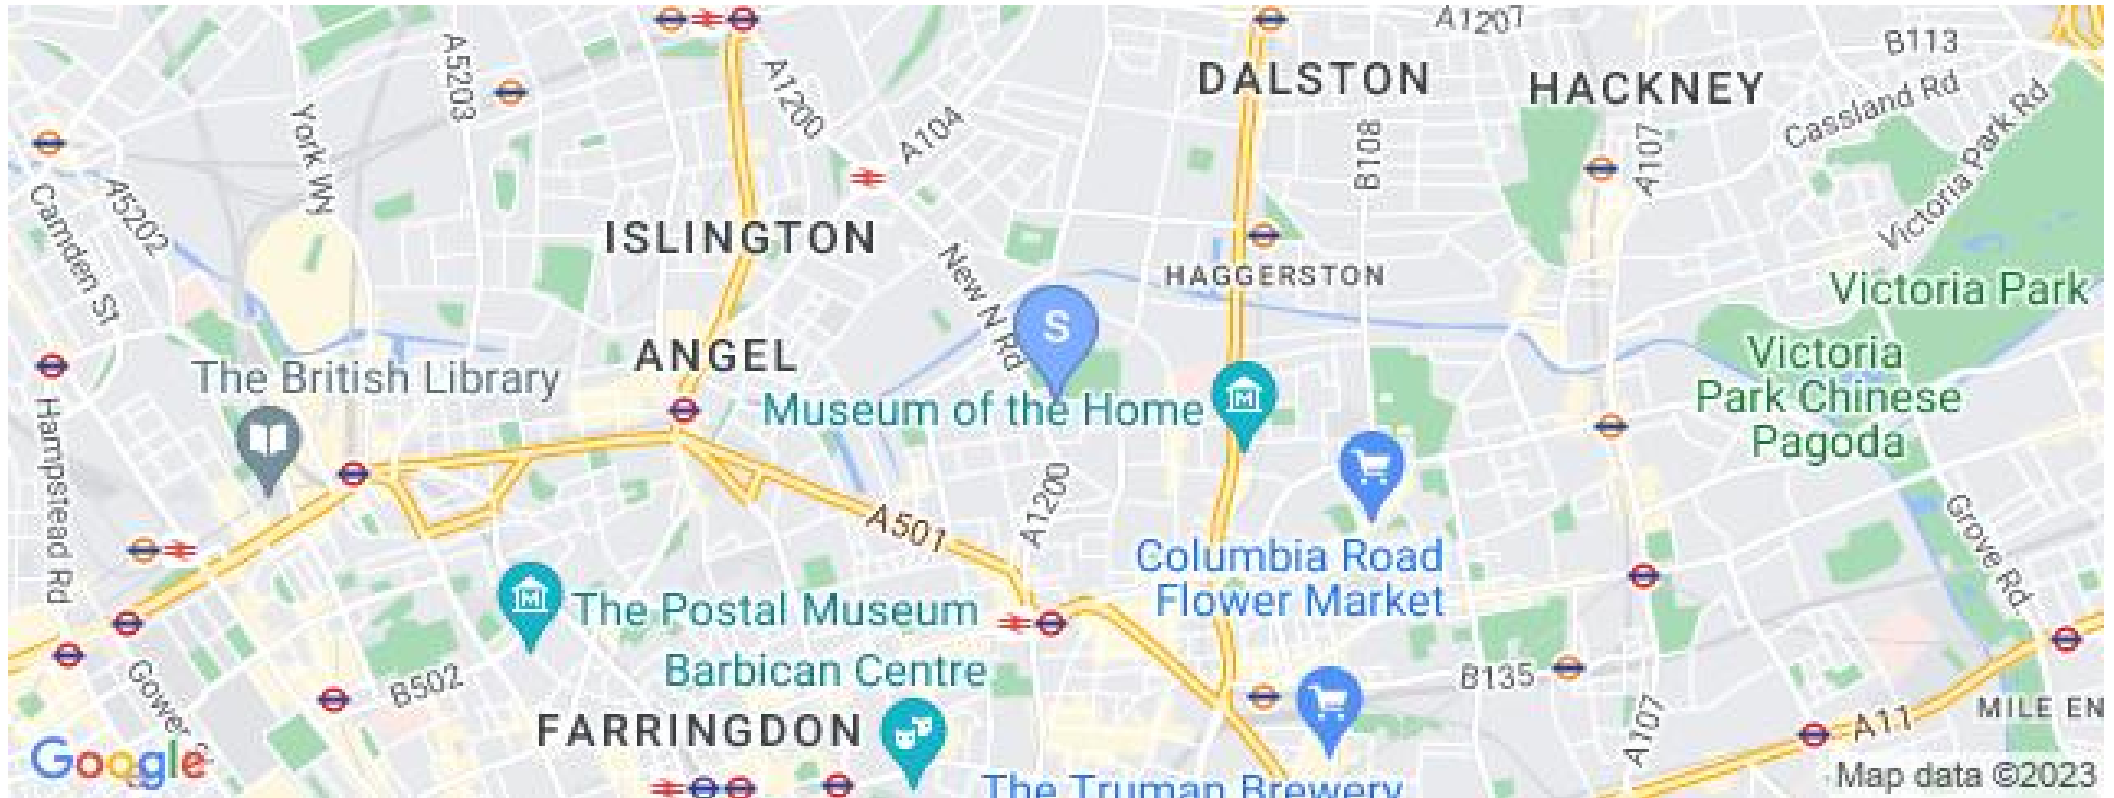 A1207
B113
A5203
A1200
DALSTON
HACKNEY
Cassland Rd
York Wy
A104
B108
A107
Victoria Park Rd
A5202
Camden St
ISLINGTON
New N Rd
HAGGERSTON
Victoria Park
S
ANGEL
Victoria
Park Chinese
Pagoda
The British Library
Museum of the Home
Hampstead Rd
A501
A1200
Columbia Road
Flower Market
Grove Rd
The Postal Museum
Barbican Centre
B502
B135
Gower S
FARRINGDON
A107
A11
MILE EN
Google
The Truman Brewery
Map data ©2023